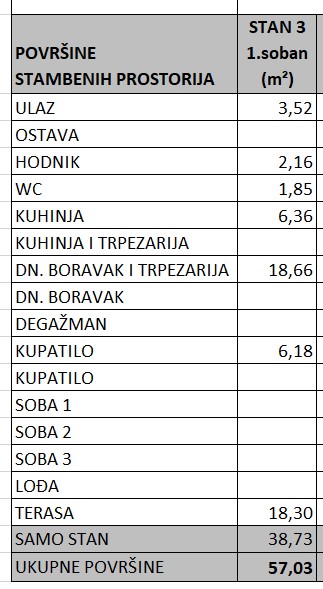 POVRŠINE
STAMBENIH PROSTORIJA
STAN 3
1.soban
(m²)
ULAZ 3,52
OSTAVA
HODNIK 2,16
WC 1,85
KUHINJA 6,36
KUHINJA I TRPEZARIJA
DN. BORAVAK I TRPEZARIJA 18,66
DN. BORAVAK
DEGAŽMAN
KUPATILO 6,18
KUPATILO
SOBA 1
SOBA 2
SOBA 3
LOĐA
TERASA 18,30
SAMO STAN 38,73
UKUPNE POVRŠINE 57,03